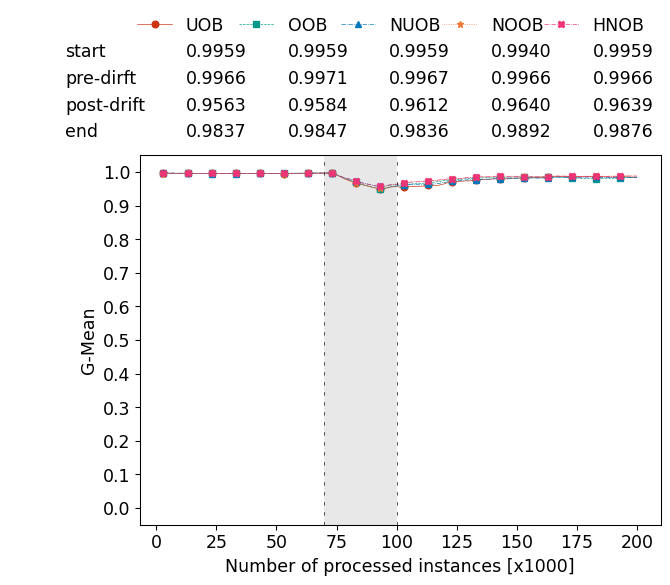 UOB OOB NUOB NOOB HNOB
start 0.9959 0.9959 0.9959 0.9940 0.9959
pre-dirft 0.9966 0.9971 0.9967 0.9966 0.9966
post-drift 0.9563 0.9584 0.9612 0.9640 0.9639
end 0.9837 0.9847 0.9836 0.9892 0.9876
1.0
0.9
0.8
0.7
0.6
0.5
0.4
0.3
0.2
0.1
0.0
G-Mean
0 25 50 75 100 125 150 175 200
Number of processed instances [x1000]